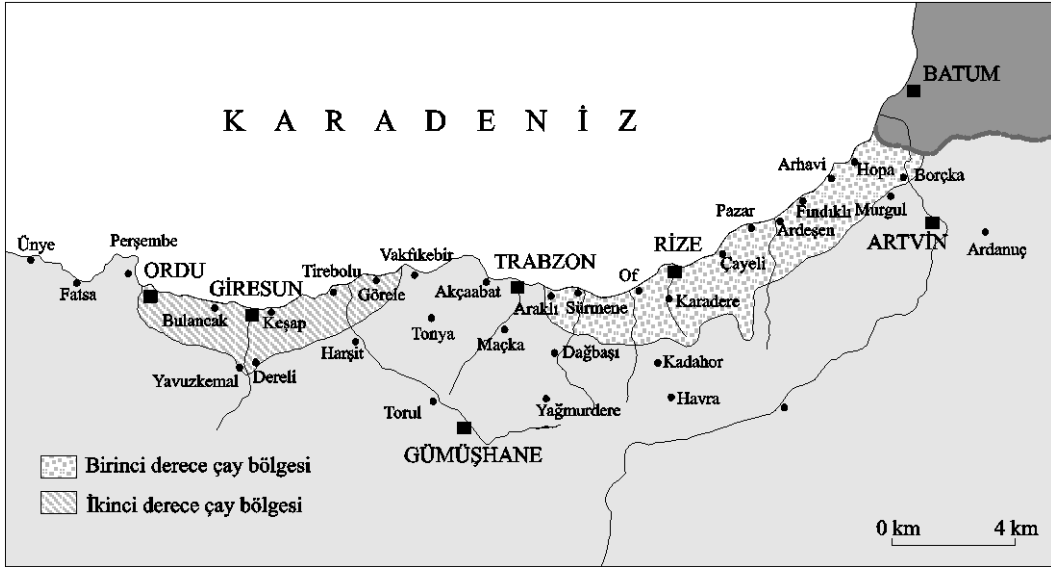 BATUM
K A R A D E N İ Z
Arhavi
Hopa
Borçka
Fındıklı
Murgul
Pazar
Ardeşen
ARTVİN
Ardanuç
Ünye
Perşembe
Vakfıkebir
RİZE
Çayeli
Fatsa
ORDU
GİRESUN
Tirebolu
Görele
Akçaabat
TRABZON
Of
Bulancak
Keşap
Araklı
Sürmene
Karadere
Tonya
Maçka
Harşit
Dağbaşı
Kadahor
Yavuzkemal
Dereli
Torul
Yağmurdere
Havra
GÜMÜŞHANE
Birinci derece çay bölgesi
İkinci derece çay bölgesi
0 km 4 km